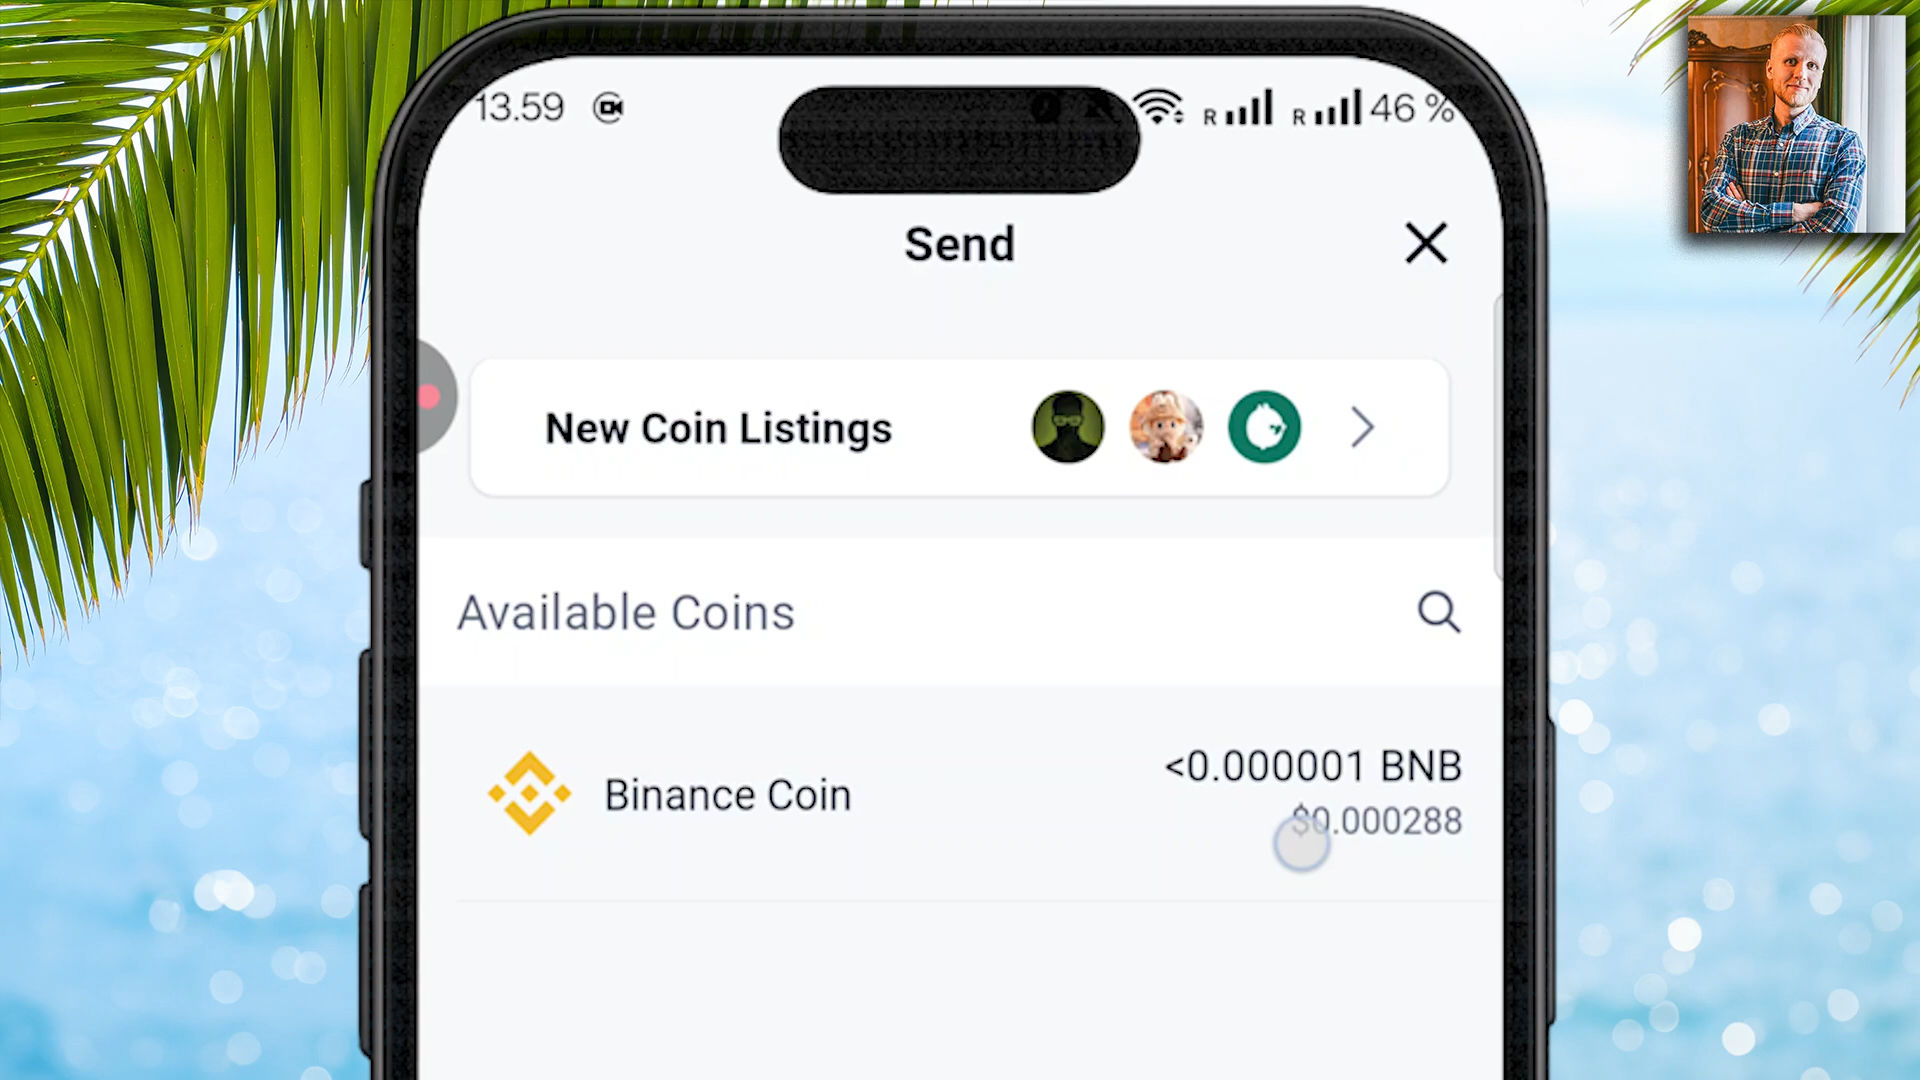 13.59 R R 46 %
Send
New Coin Listings
Available Coins
Binance Coin
<0.000001 BNB
$0.000288